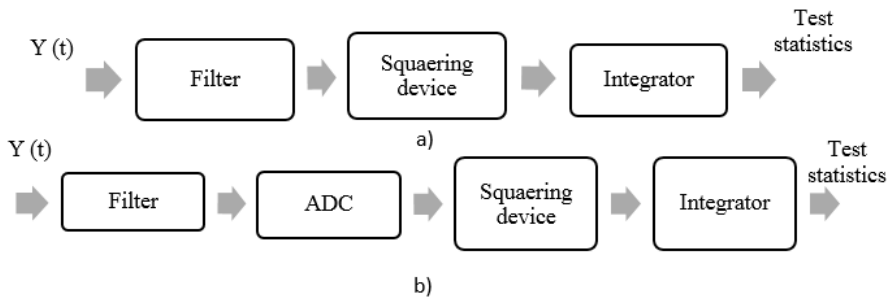 Y (t)
Filter
Squaering
device
Integrator
Test
statistics
a)
Y (t)
Filter
ADC
Squaering
device
Integrator
Test
statistics
b)